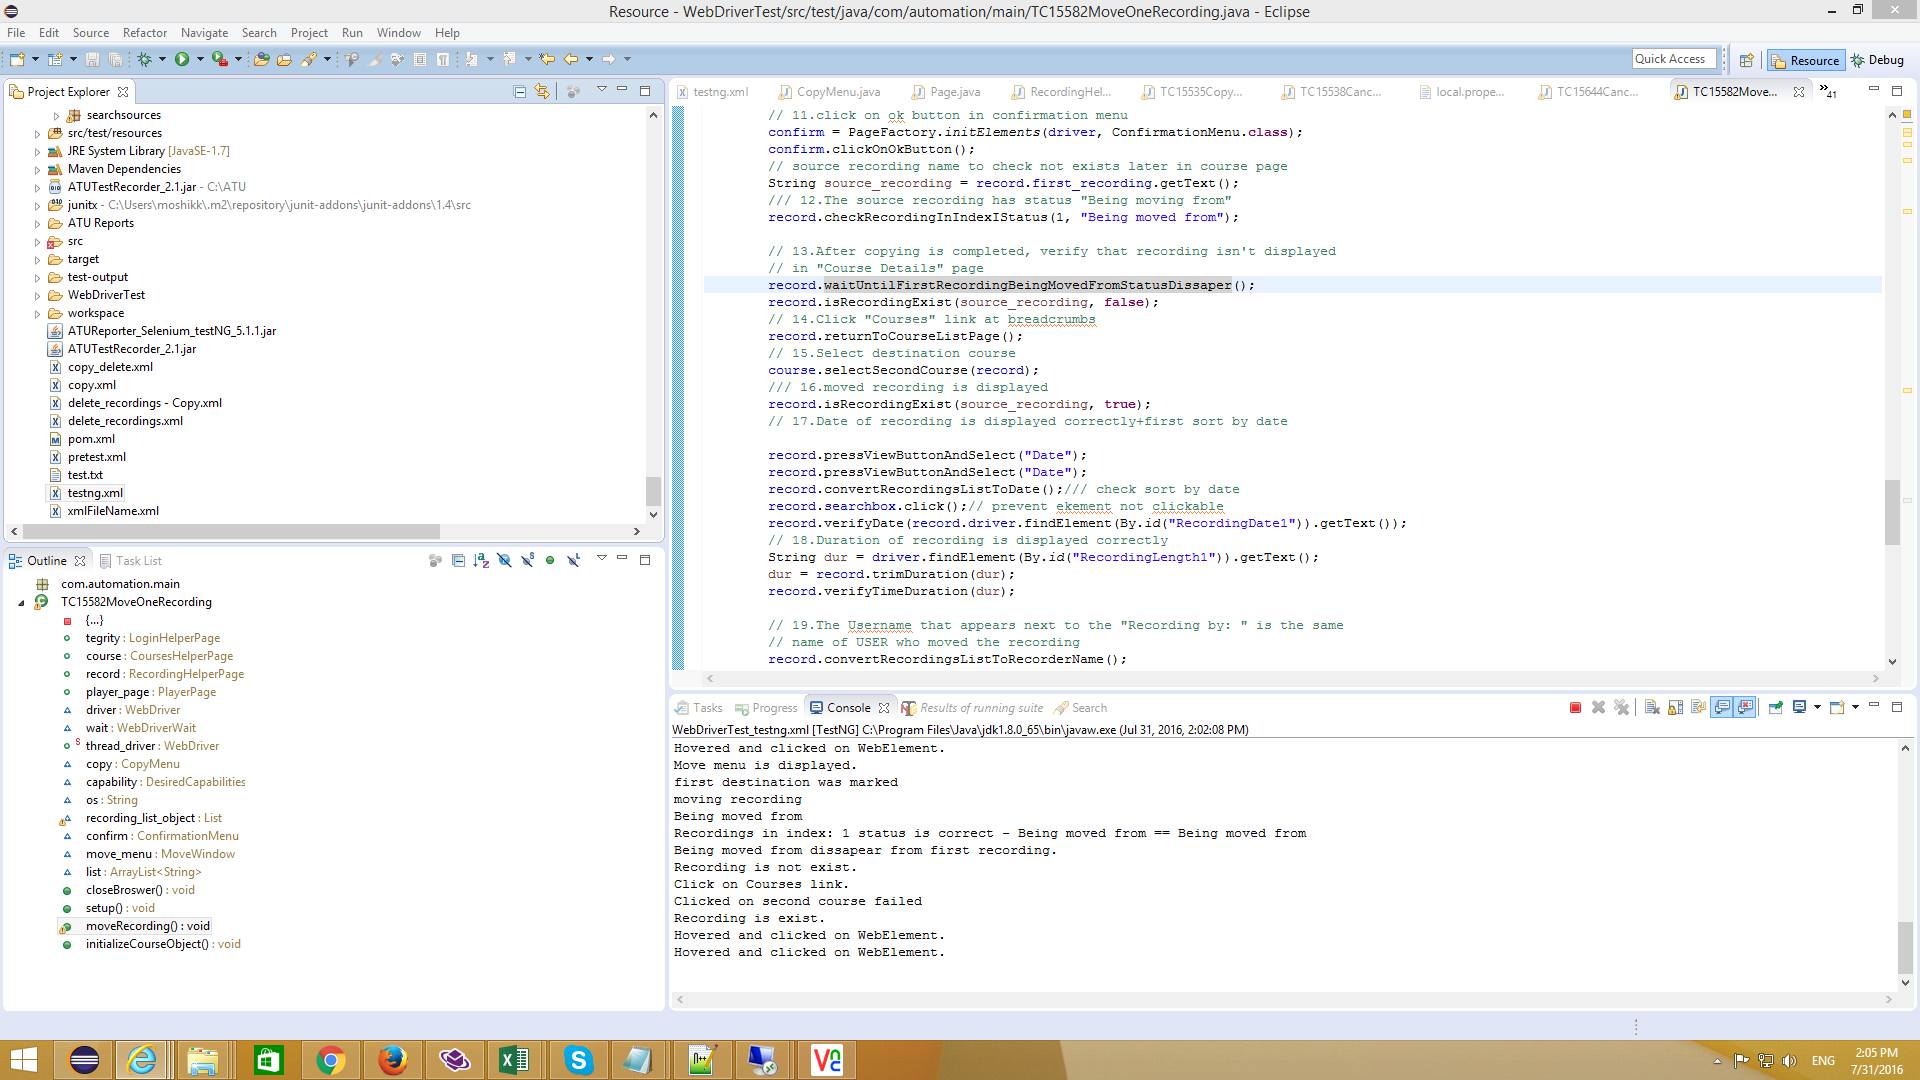 Resource - WebDriverTest/src/test/java/com/automation/main/TC15582MoveOneRecording.java - Eclipse
File Edit Source Refactor Navigate Search Project Run Window Help
Quick Access
Resource
Debug
Project Explorer
searchsources
src/test/resources
JRE System Library [JavaSE-1.7]
Maven Dependencies
ATUTestRecorder_2.1.jar - C:\ATU
junitx - C:\Users\moshikk\.m2\repository\junit-addons\junit-addons\1.4\src
ATU Reports
src
target
test-output
WebDriverTest
workspace
ATUReporter_Selenium_testNG_5.1.1.jar
ATUTestRecorder_2.1.jar
copy_delete.xml
copy.xml
delete_recordings - Copy.xml
delete_recordings.xml
pom.xml
pretest.xml
test.txt
testng.xml
xmlFileName.xml
Outline
Task List
com.automation.main
TC15582MoveOneRecording
{...}
tegrity : LoginHelperPage
course : CoursesHelperPage
record : RecordingHelperPage
player_page : PlayerPage
driver : WebDriver
wait : WebDriverWait
thread_driver : WebDriver
copy : CopyMenu
capability : DesiredCapabilities
os : String
recording_list_object : List
confirm : ConfirmationMenu
move_menu : MoveWindow
list : ArrayList<String>
closeBroswer() : void
setup() : void
moveRecording() : void
initializeCourseObject() : void
testng.xml
CopyMenu.java
Page.java
RecordingHel...
TC15535Copy...
TC15538Canc...
local.prope...
TC15644Canc...
TC15582Move...
41
// 11.click on ok button in confirmation menu
confirm = PageFactory.initElements(driver, ConfirmationMenu.class);
confirm.clickOnOkButton();
// source recording name to check not exists later in course page
String source_recording = record.first_recording.getText();
/// 12.The source recording has status "Being moving from"
record.checkRecordingInIndexIStatus(1, "Being moved from");
// 13.After copying is completed, verify that recording isn't displayed
// in "Course Details" page
record.waitUntilFirstRecordingBeingMovedFromStatusDissaper();
record.isRecordingExist(source_recording, false);
// 14.Click "Courses" link at breadcrumbs
record.returnToCourseListPage();
// 15.Select destination course
course.selectSecondCourse(record);
/// 16.moved recording is displayed
record.isRecordingExist(source_recording, true);
// 17.Date of recording is displayed correctly+first sort by date
record.pressViewButtonAndSelect("Date");
record.pressViewButtonAndSelect("Date");
record.convertRecordingsListToDate();/// check sort by date
record.searchbox.click();// prevent ekement not clickable
record.verifyDate(record.driver.findElement(By.id("RecordingDate1")).getText());
// 18.Duration of recording is displayed correctly
String dur = driver.findElement(By.id("RecordingLength1")).getText();
dur = record.trimDuration(dur);
record.verifyTimeDuration(dur);
// 19.The Username that appears next to the "Recording by: " is the same
// name of USER who moved the recording
record.convertRecordingsListToRecorderName();
Tasks
Progress
Console
Results of running suite
Search
WebDriverTest_testng.xml [TestNG] C:\Program Files\Java\jdk1.8.0_65\bin\javaw.exe (Jul 31, 2016, 2:02:08 PM)
Hovered and clicked on WebElement.
Move menu is displayed.
first destination was marked
moving recording
Being moved from
Recordings in index: 1 status is correct - Being moved from == Being moved from
Being moved from dissapear from first recording.
Recording is not exist.
Click on Courses link.
Clicked on second course failed
Recording is exist.
Hovered and clicked on WebElement.
Hovered and clicked on WebElement.
ENG
2:05 PM
7/31/2016